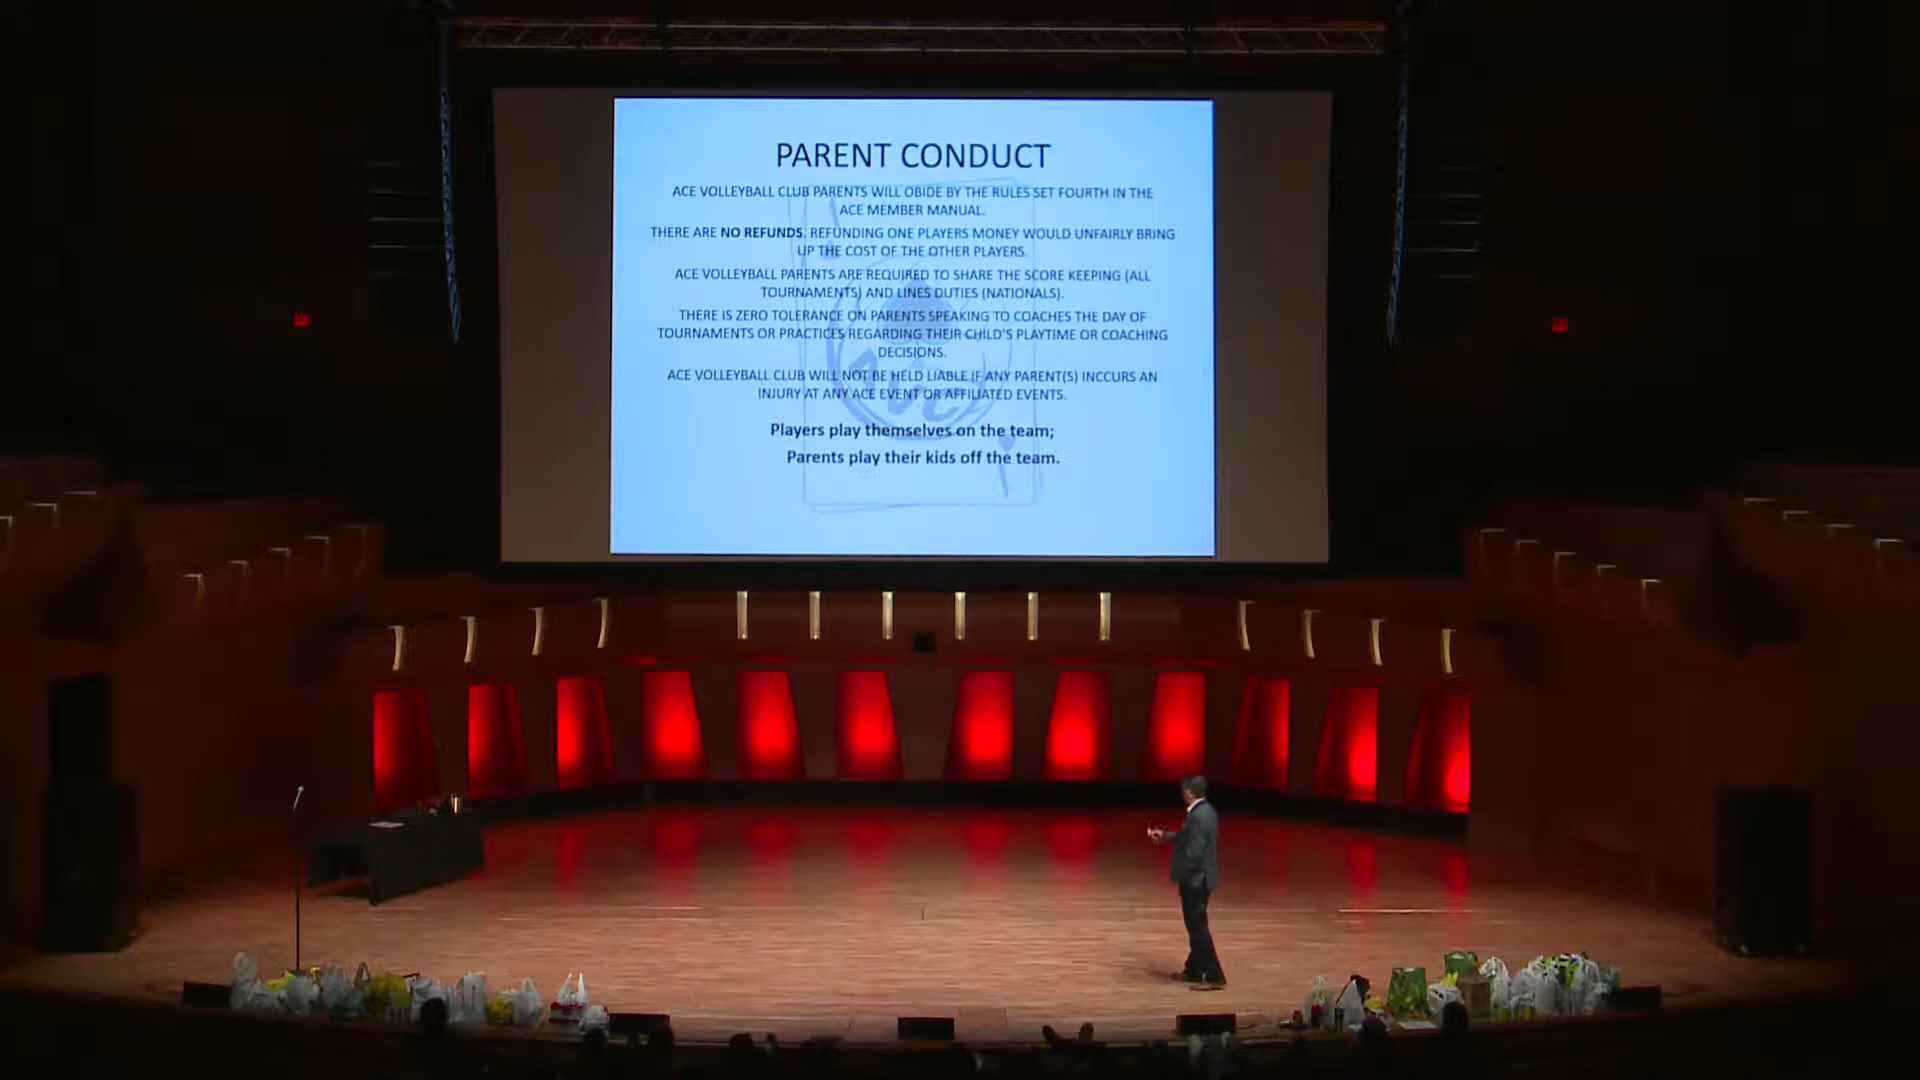 PARENT CONDUCT
ACE VOLLEYBALL CLUB PARENTS WILL OBIDE BY THE RULES SET FOURTH IN THE
ACE MEMBER MANUAL.
THERE ARE NO REFUNDS. REFUNDING ONE PLAYERS MONEY WOULD UNFAIRLY BRING
UP THE COST OF THE OTHER PLAYERS.
ACE VOLLEYBALL PARENTS ARE REQUIRED TO SHARE THE SCORE KEEPING (ALL
TOURNAMENTS) AND LINES DUTIES (NATIONALS).
THERE IS ZERO TOLERANCE ON PARENTS SPEAKING TO COACHES THE DAY OF
TOURNAMENTS OR PRACTICES REGARDING THEIR CHILD'S PLAYTIME OR COACHING
DECISIONS.
ACE VOLLEYBALL CLUB WILL NOT BE HELD LIABLE IF ANY PARENT(S) INCCURS AN
INJURY AT ANY ACE EVENT OR AFFILIATED EVENTS.
AVC
Players play themselves on the team;
Parents play their kids off the team.